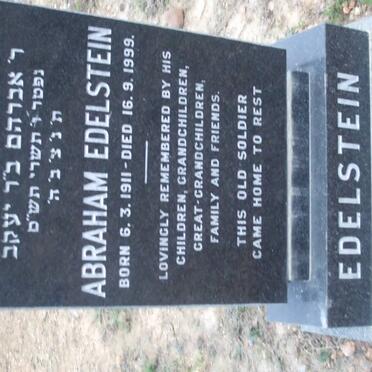 ר' אברהם ב"ר יעקב
נפטר ו' תשרי תש"ם
ת' נ' צ' ב' ה'
ABRAHAM EDELSTEIN
BORN 6.3.1911 - DIED 16.9.1999.
LOVINGLY REMEMBERED BY HIS
CHILDREN, GRANDCHILDREN,
GREAT-GRANDCHILDREN,
FAMILY AND FRIENDS.
THIS OLD SOLDIER
CAME HOME TO REST
EDELSTEIN